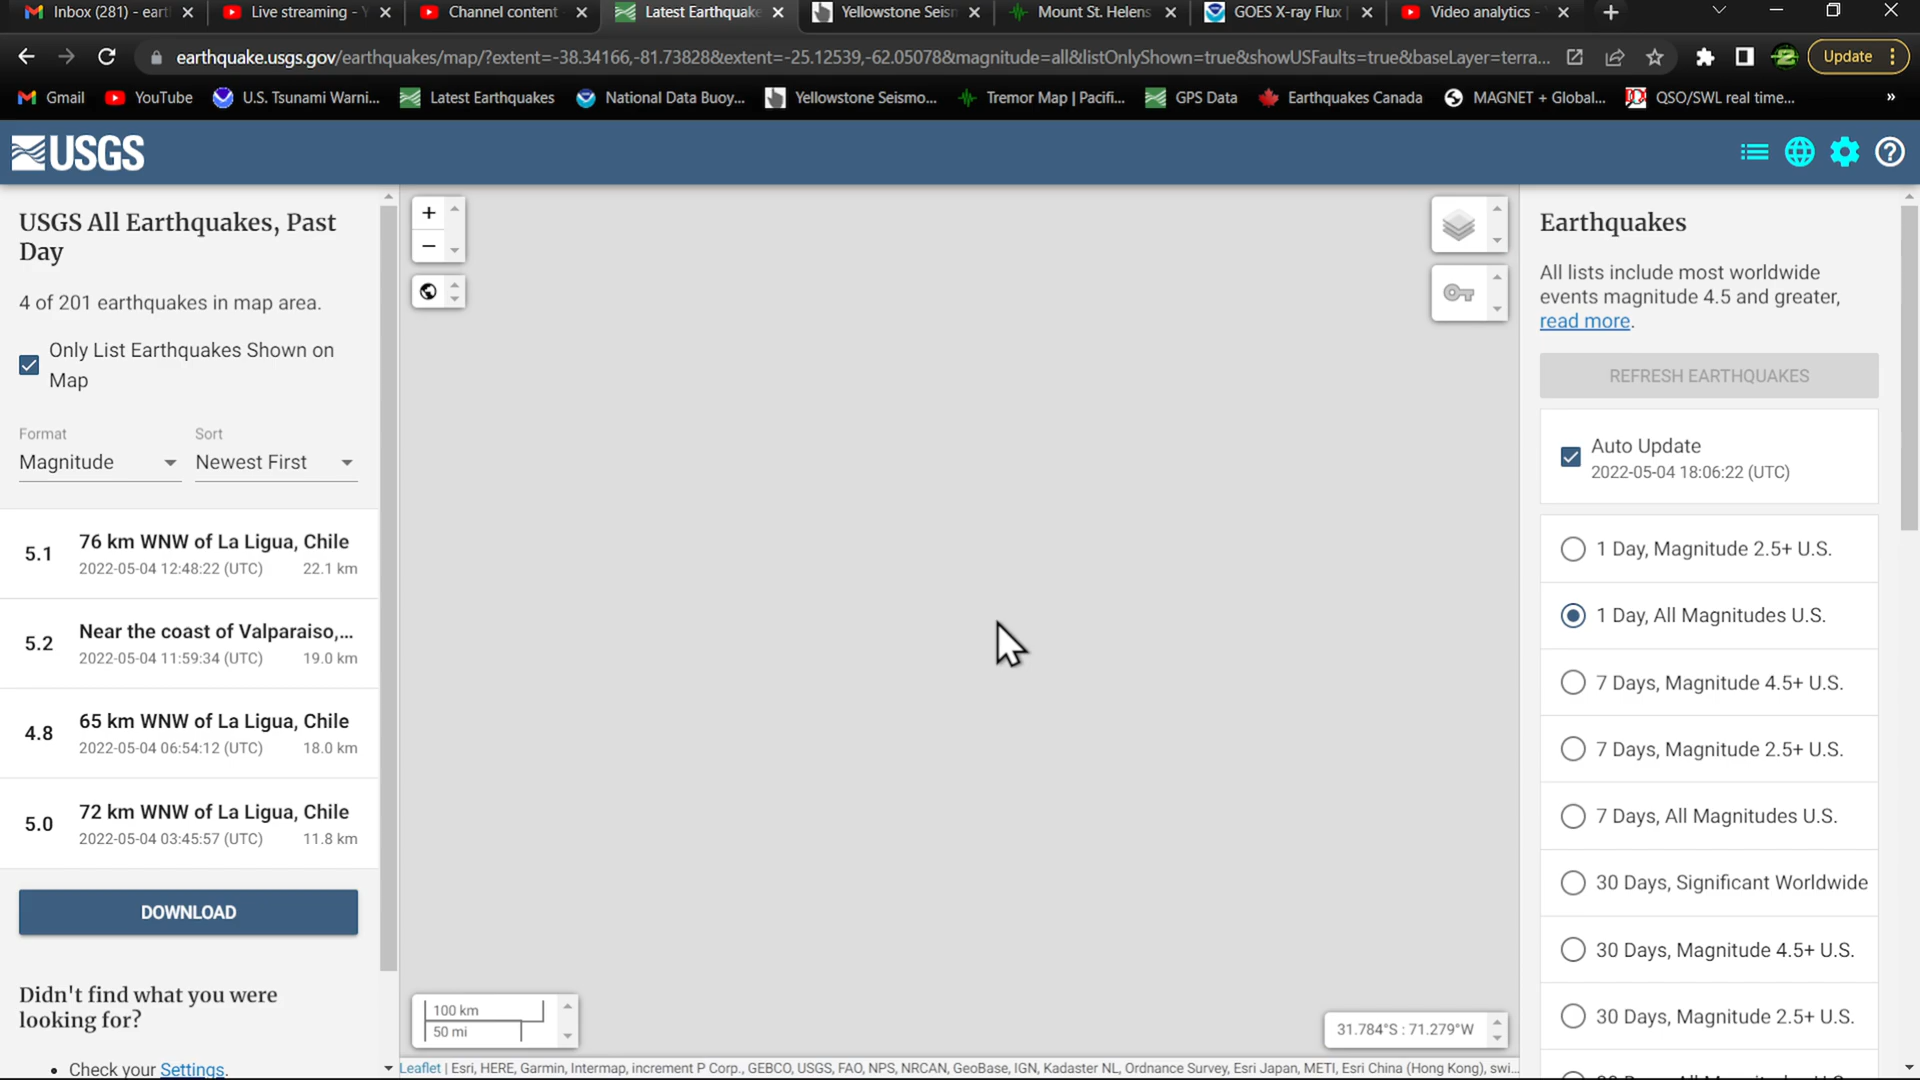 Inbox (281) - eart
Live streaming - Y
Channel content
Latest Earthquake
Yellowstone Seis
Mount St. Helens
GOES X-ray Flux
Video analytics -
earthquake.usgs.gov/earthquakes/map/?extent=-38.34166,-81.73828&extent=-25.12539,-62.05078&magnitude=all&listOnlyShown=true&showUSFaults=true&baseLayer=terra...
Update
Gmail
YouTube
U.S. Tsunami Warni...
Latest Earthquakes
National Data Buoy...
Yellowstone Seismo...
Tremor Map | Pacifi...
GPS Data
Earthquakes Canada
MAGNET + Global...
QSO/SWL real time...
»
USGS
USGS All Earthquakes, Past
Day
4 of 201 earthquakes in map area.
Only List Earthquakes Shown on
Map
Format
Sort
Magnitude
Newest First
5.1
76 km WNW of La Ligua, Chile
2022-05-04 12:48:22 (UTC) 22.1 km
5.2
Near the coast of Valparaiso,...
2022-05-04 11:59:34 (UTC) 19.0 km
4.8
65 km WNW of La Ligua, Chile
2022-05-04 06:54:12 (UTC) 18.0 km
5.0
72 km WNW of La Ligua, Chile
2022-05-04 03:45:57 (UTC) 11.8 km
DOWNLOAD
Didn't find what you were
looking for?
• Check your Settings.
+
−
100 km
50 mi
31.784°S : 71.279°W
Leaflet | Esri, HERE, Garmin, Intermap, increment P Corp., GEBCO, USGS, FAO, NPS, NRCAN, GeoBase, IGN, Kadaster NL, Ordnance Survey, Esri Japan, METI, Esri China (Hong Kong), swi...
Earthquakes
All lists include most worldwide
events magnitude 4.5 and greater,
read more.
REFRESH EARTHQUAKES
Auto Update
2022-05-04 18:06:22 (UTC)
1 Day, Magnitude 2.5+ U.S.
1 Day, All Magnitudes U.S.
7 Days, Magnitude 4.5+ U.S.
7 Days, Magnitude 2.5+ U.S.
7 Days, All Magnitudes U.S.
30 Days, Significant Worldwide
30 Days, Magnitude 4.5+ U.S.
30 Days, Magnitude 2.5+ U.S.